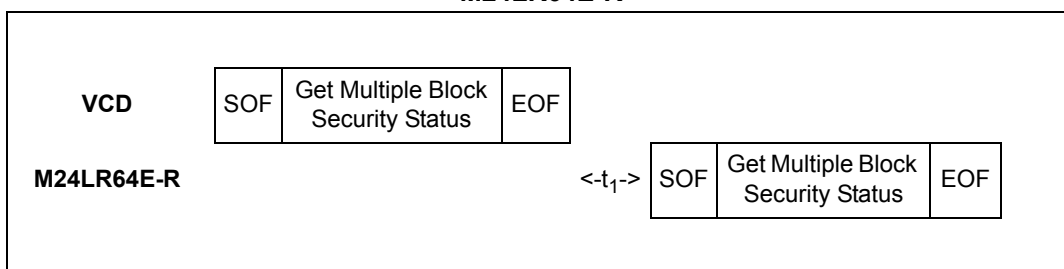 VCD SOF Get Multiple Block Security Status EOF
M24LR64E-R <-t1-> SOF Get Multiple Block Security Status EOF